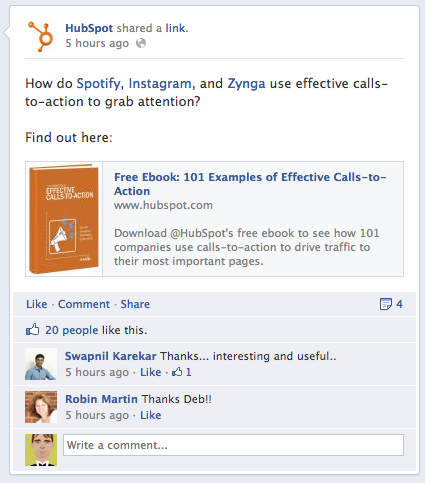 HubSpot shared a link.
5 hours ago
How do Spotify, Instagram, and Zynga use effective calls-
to-action to grab attention?
Find out here:
EFFECTIVE
CALLS-TO-ACTION
Free Ebook: 101 Examples of Effective Calls-to-
Action
www.hubspot.com
Download @HubSpot's free ebook to see how 101
companies use calls-to-action to drive traffic to
their most important pages.
Like · Comment · Share 4
20 people like this.
Swapnil Karekar Thanks... interesting and useful..
5 hours ago · Like · 1
Robin Martin Thanks Deb!!
5 hours ago · Like
Write a comment...